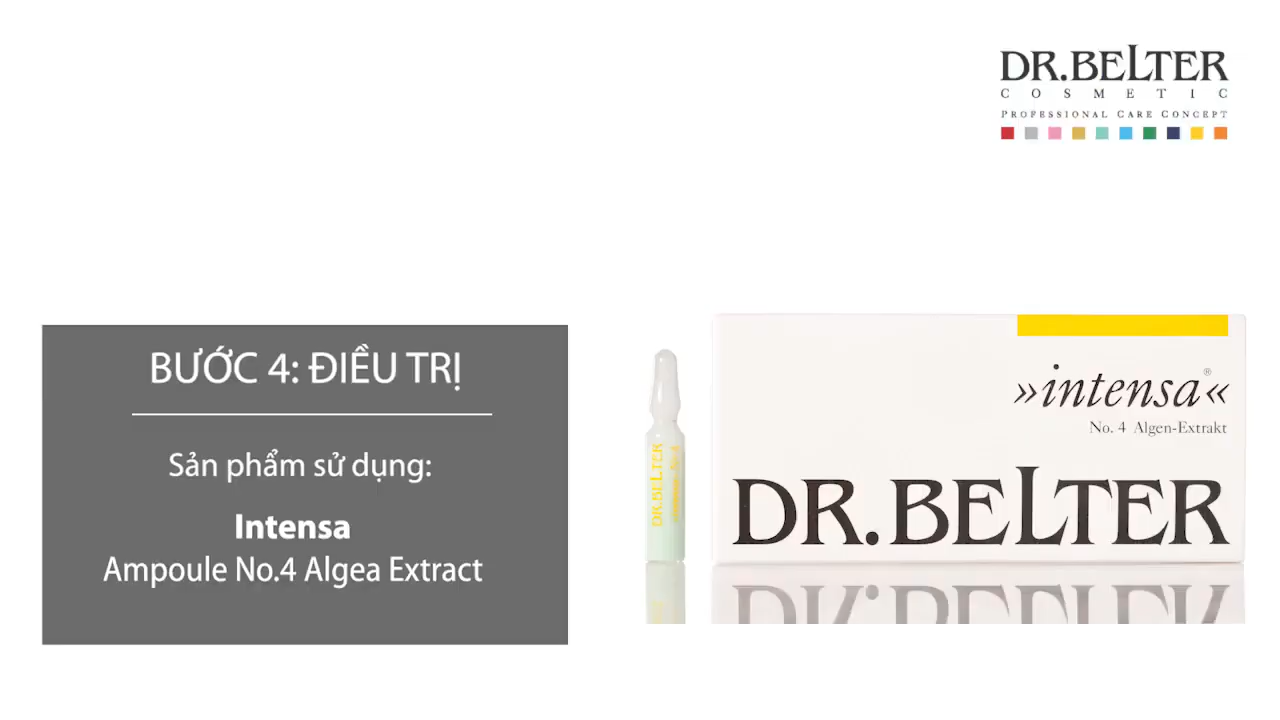 DR.BELTER
COSMETIC
PROFESSIONAL CARE CONCEPT
BƯỚC 4: ĐIỀU TRỊ
Sản phẩm sử dụng:
Intensa
Ampoule No.4 Algea Extract
DR.BELTER
»intensa«®
No. 4 Algen-Extrakt
DR.BELTER